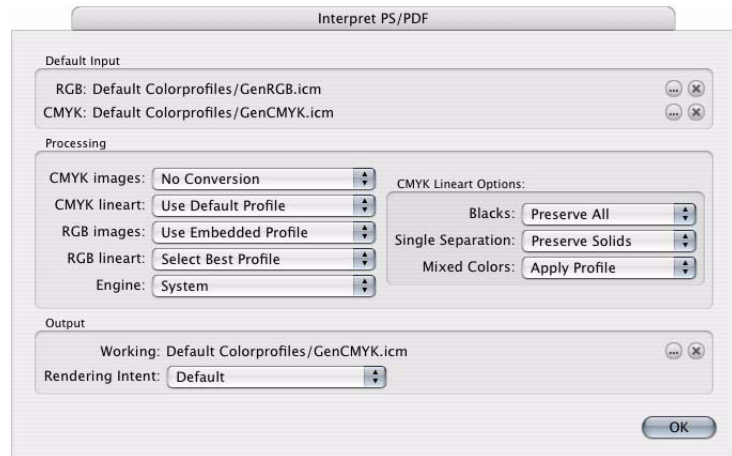 Interpret PS/PDF
Default Input
RGB: Default Colorprofiles/GenRGB.icm
CMYK: Default Colorprofiles/GenCMYK.icm
Processing
CMYK images: No Conversion
CMYK lineart: Use Default Profile
RGB images: Use Embedded Profile
RGB lineart: Select Best Profile
Engine: System
CMYK Lineart Options:
Blacks: Preserve All
Single Separation: Preserve Solids
Mixed Colors: Apply Profile
Output
Working: Default Colorprofiles/GenCMYK.icm
Rendering Intent: Default
OK